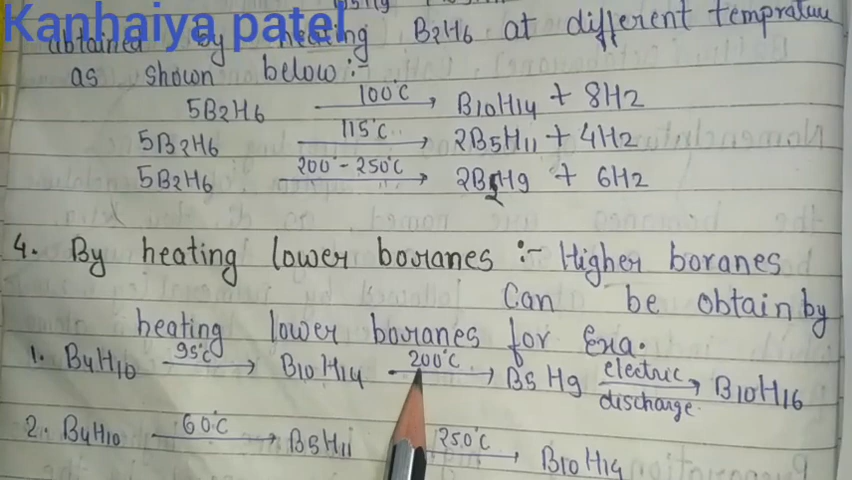 Kanhaiya patel
obtained by heating B2H6 at different tempratuu
as shown below:-
5B2H6 100°C → B10H14 + 8H2
5B2H6 115°C → 2B5H11 + 4H2
5B2H6 200°-250°C → 2B5H9 + 6H2
4. By heating lower boranes :- Higher boranes
Can be obtain by
heating lower boranes for Exa.
1. B4H10 95°C → B10H14 200°C → B5H9 electric discharge → B10H16
2. B4H10 60°C → B5H11 250°C → B10H14